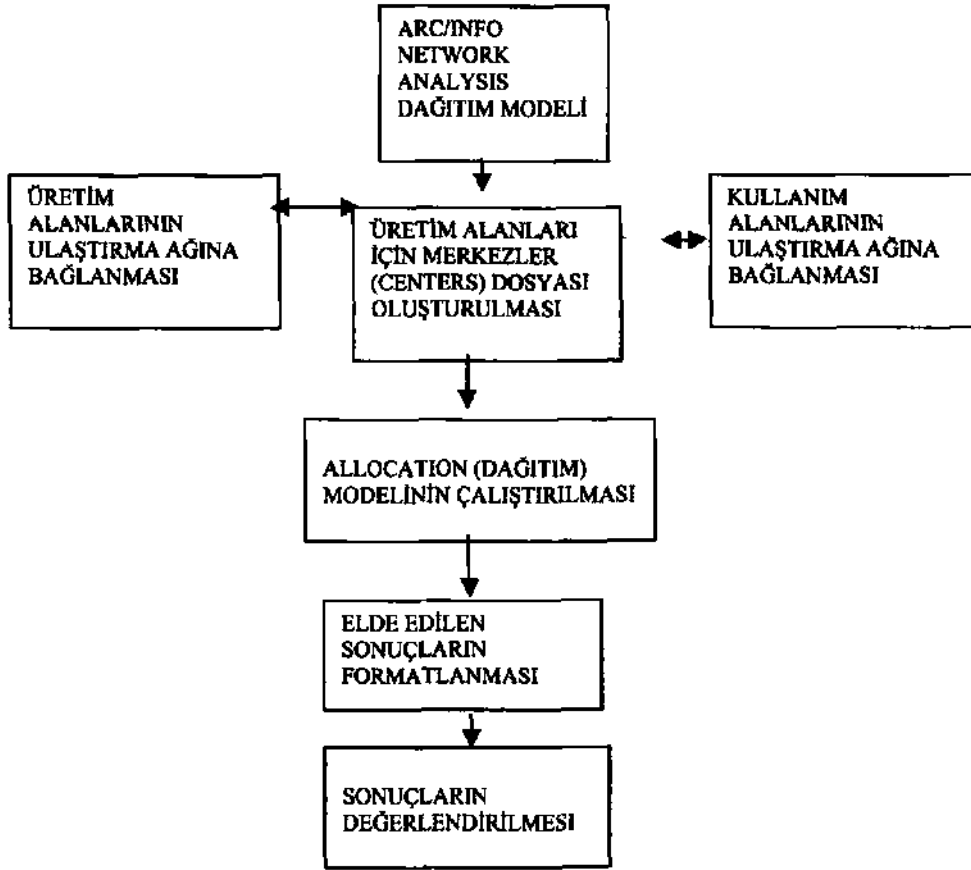 ARC/INFO
NETWORK
ANALYSIS
DAĞITIM MODELİ
ÜRETİM
ALANLARININ
ULAŞTIRMA AĞINA
BAĞLANMASI
ÜRETİM ALANLARI
İÇİN MERKEZLER
(CENTERS) DOSYASI
OLUŞTURULMASI
KULLANIM
ALANLARININ
ULAŞTIRMA AĞINA
BAĞLANMASI
ALLOCATION (DAĞITIM)
MODELİNİN ÇALIŞTIRILMASI
ELDE EDİLEN
SONUÇLARIN
FORMATLANMASI
SONUÇLARIN
DEĞERLENDİRİLMESİ